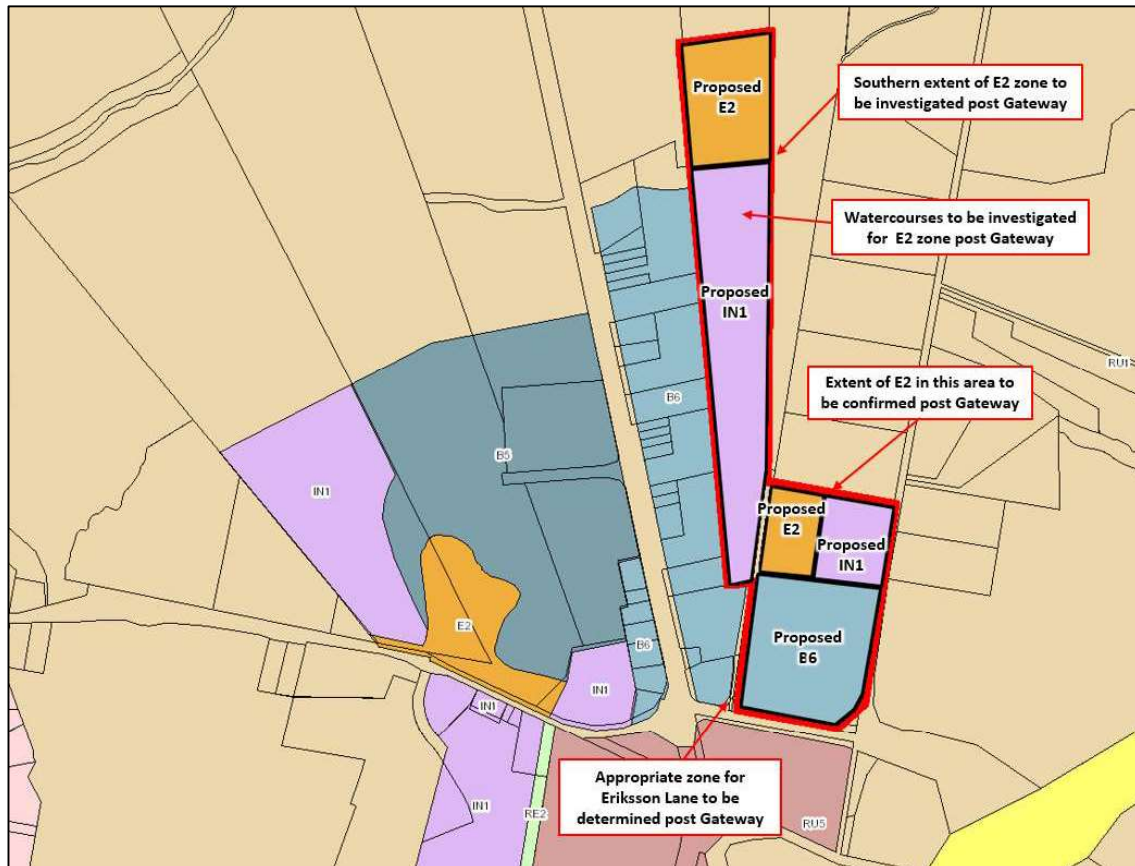 Proposed
E2
Southern extent of E2 zone to
be investigated post Gateway
Watercourses to be investigated
for E2 zone post Gateway
Proposed
IN1
RU1
Extent of E2 in this area to
be confirmed post Gateway
B6
B5
IN1
Proposed
E2
Proposed
IN1
E2
B6
Proposed
B6
IN1
IN1
Appropriate zone for
Eriksson Lane to be
determined post Gateway
IN1
RE2
RU5